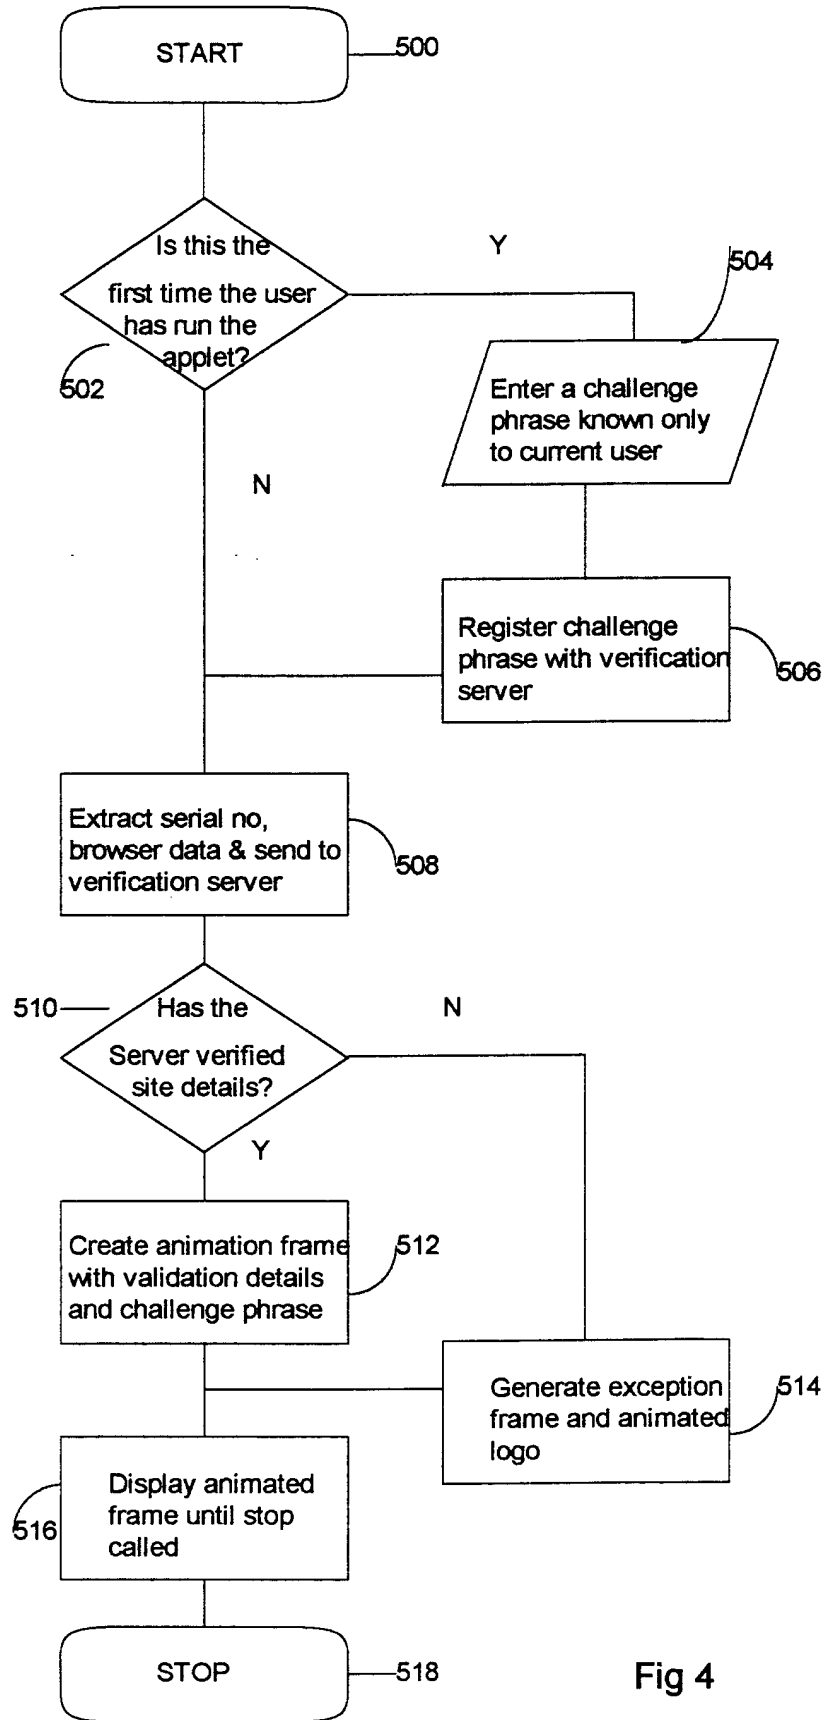 START
500
Is this the
first time the user
has run the
applet?
502
Y
504
Enter a challenge
phrase known only
to current user
N
Register challenge
phrase with verification
server
506
Extract serial no,
browser data & send to
verification server
508
510
Has the
Server verified
site details?
N
Y
Create animation frame
with validation details
and challenge phrase
512
Generate exception
frame and animated
logo
514
Display animated
frame until stop
called
516
STOP
518
Fig 4